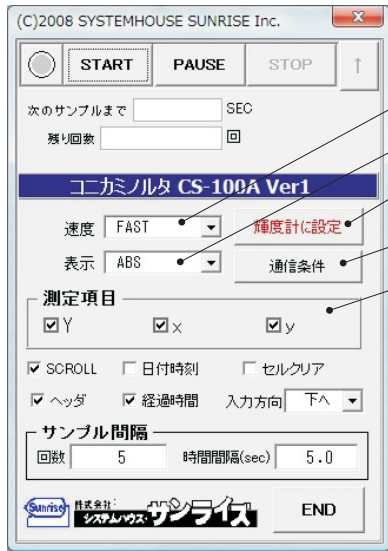 (C)2008 SYSTEMHOUSE SUNRISE Inc.
START PAUSE STOP ↑
次のサンプルまで SEC
残り回数 回
コニカミノルタ CS-100A Ver1
速度 FAST 輝度計に設定
表示 ABS 通信条件
測定項目
Y x y
SCROLL 日付時刻 セルクリア
ヘッダ 経過時間 入力方向 下へ
サンプル間隔
回数 5 時間間隔(sec) 5.0
Sunrise 株式会社 システムハウス・サンライズ END